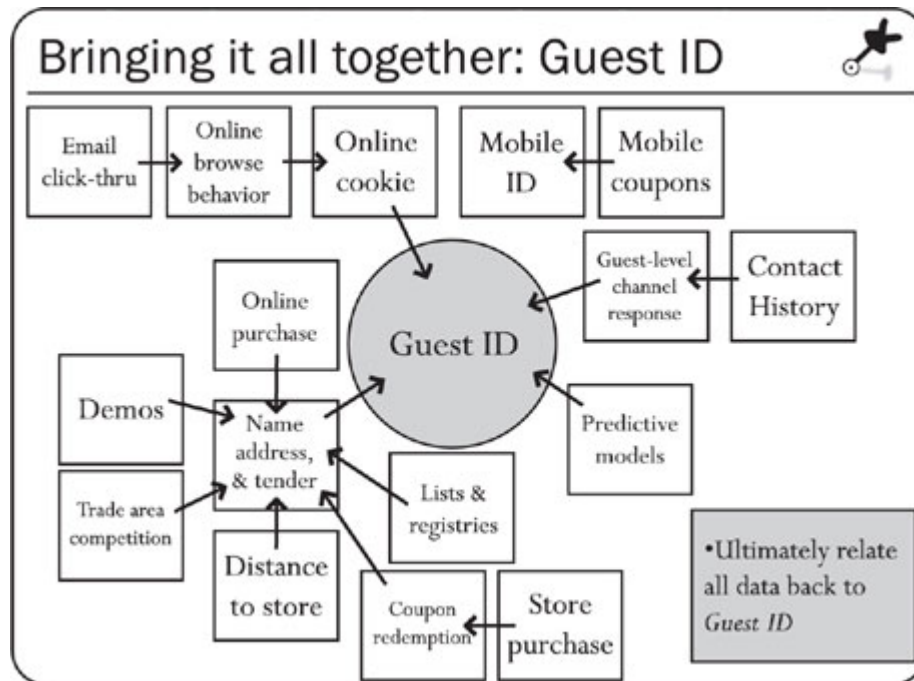 Bringing it all together: Guest ID
Email
click-thru
Online
browse
behavior
Online
cookie
Mobile
ID
Mobile
coupons
Guest-level
channel
response
Contact
History
Online
purchase
Guest ID
Demos
Name
address,
& tender
Predictive
models
Trade area
competition
Lists &
registries
Distance
to store
Coupon
redemption
Store
purchase
•Ultimately relate
all data back to
Guest ID